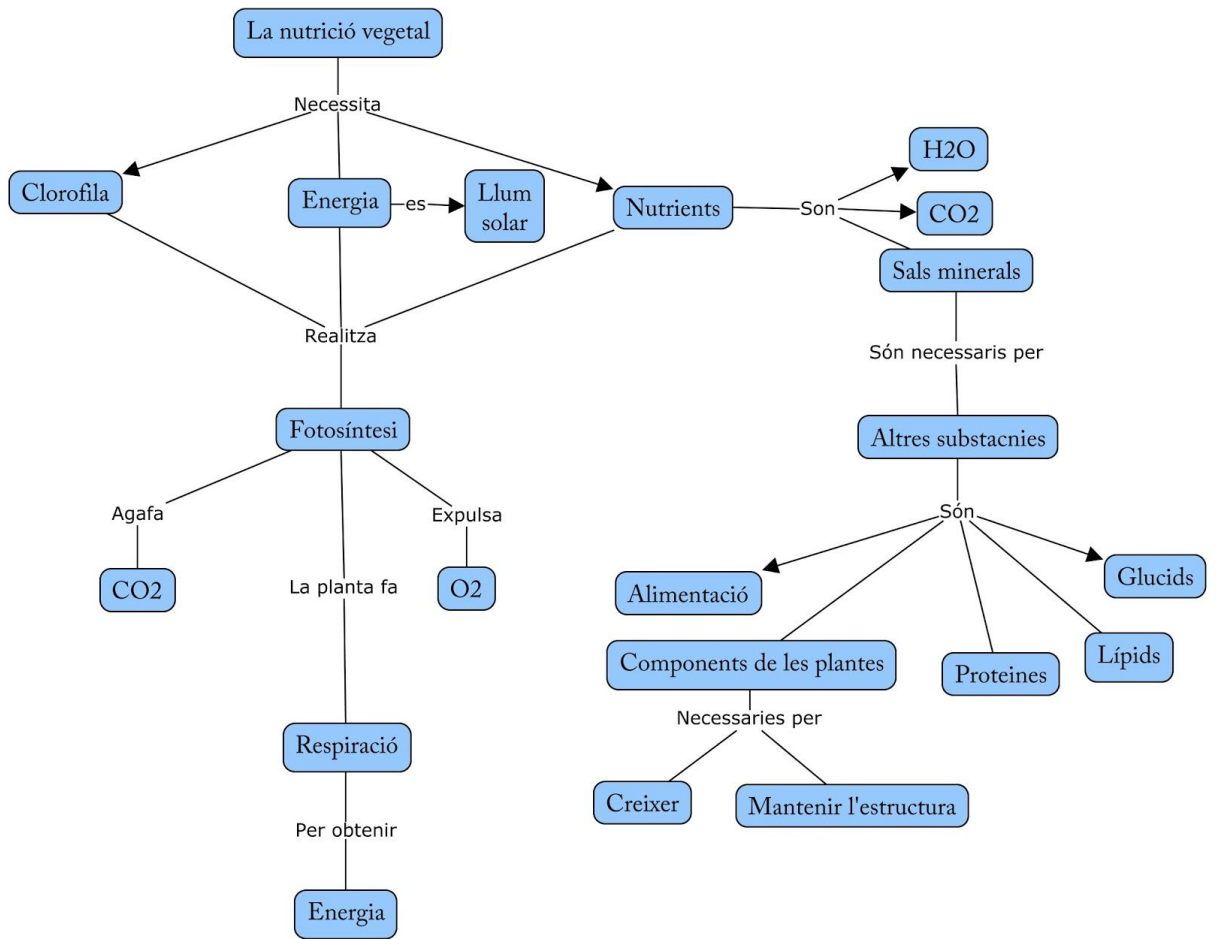 La nutrició vegetal
Necessita
Clorofila
Energia
es
Llum
solar
Nutrients
Son
H2O
CO2
Sals minerals
Realitza
Són necessaris per
Fotosíntesi
Altres substacnies
Agafa
Expulsa
Són
CO2
La planta fa
O2
Alimentació
Glucids
Components de les plantes
Proteines
Lípids
Necessaries per
Respiració
Creixer
Mantenir l'estructura
Per obtenir
Energia